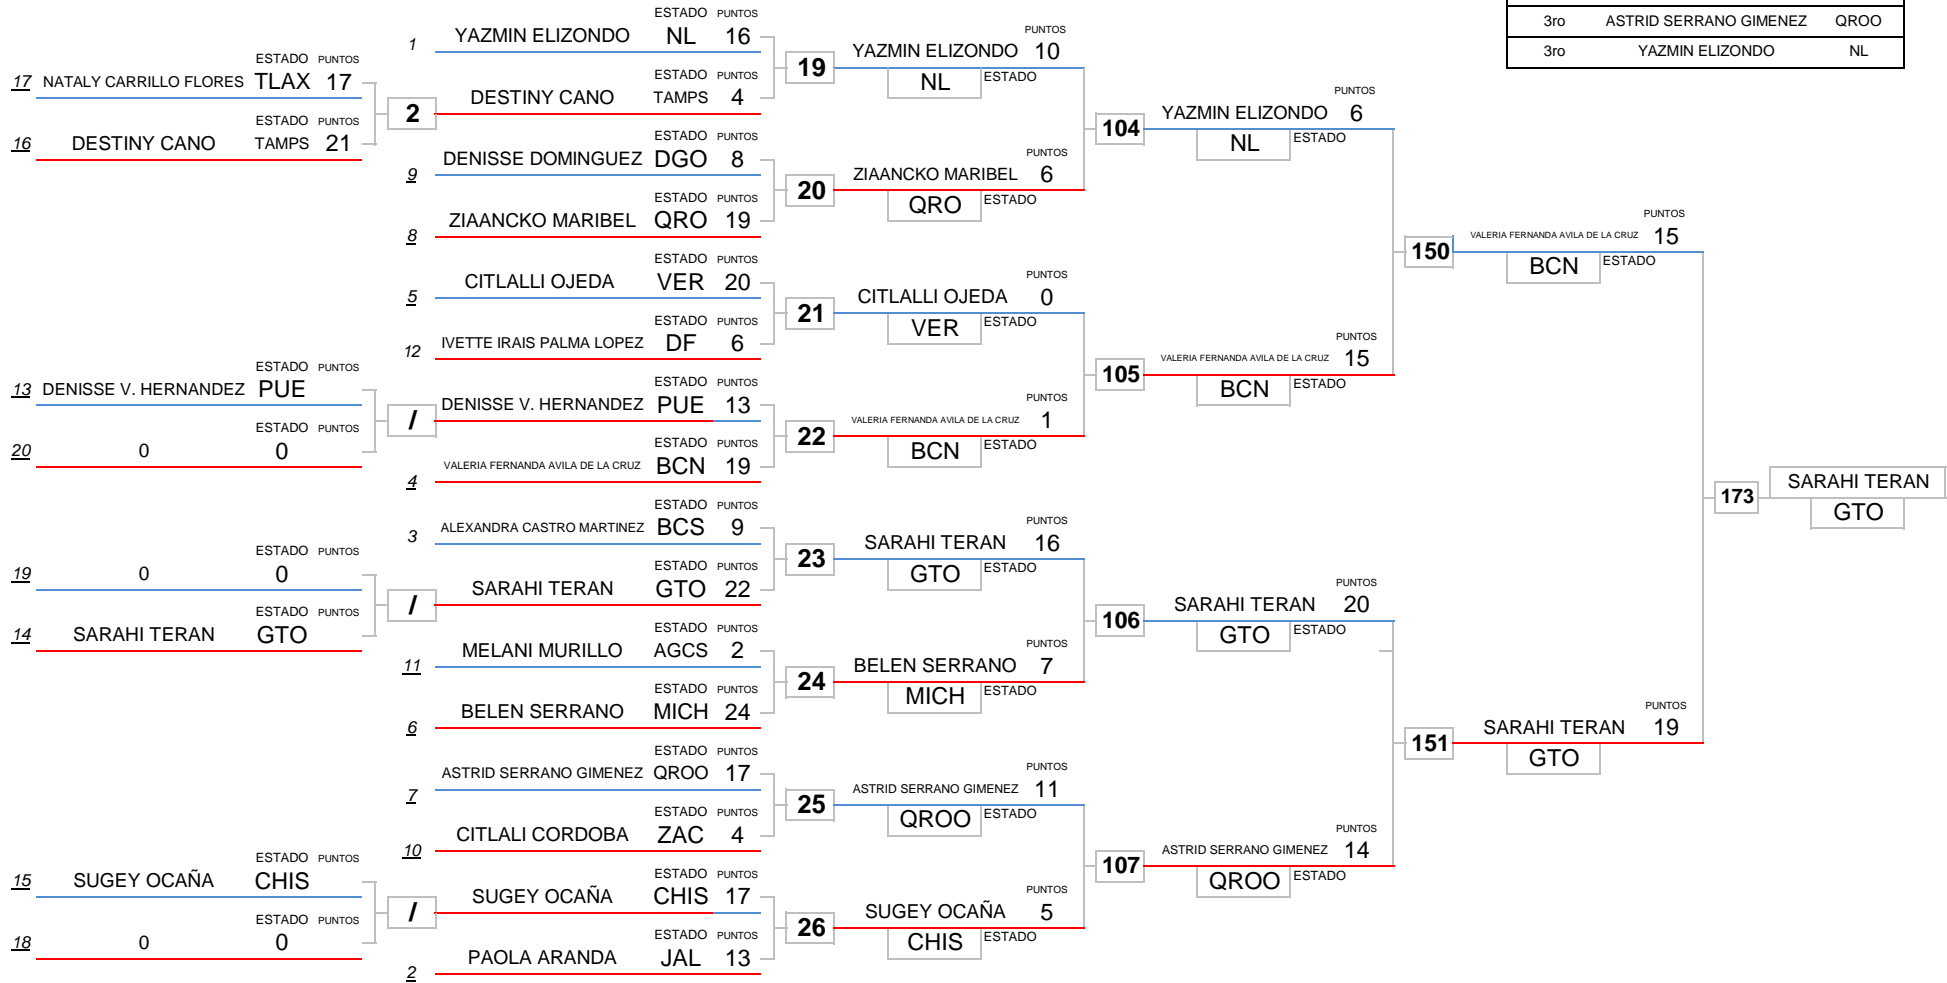 3ro ASTRID SERRANO GIMENEZ QROO
3ro YAZMIN ELIZONDO NL
ESTADO PUNTOS
17 NATALY CARRILLO FLORES TLAX 17
ESTADO PUNTOS
16 DESTINY CANO TAMPS 21
2
ESTADO PUNTOS
13 DENISSE V. HERNANDEZ PUE
ESTADO PUNTOS
20 0 0
/
ESTADO PUNTOS
19 0 0
ESTADO PUNTOS
14 SARAHI TERAN GTO
/
ESTADO PUNTOS
15 SUGEY OCAÑA CHIS
ESTADO PUNTOS
18 0 0
/
ESTADO PUNTOS
1 YAZMIN ELIZONDO NL 16
ESTADO PUNTOS
DESTINY CANO TAMPS 4
19
ESTADO PUNTOS
9 DENISSE DOMINGUEZ DGO 8
ESTADO PUNTOS
8 ZIAANCKO MARIBEL QRO 19
20
ESTADO PUNTOS
5 CITLALLI OJEDA VER 20
ESTADO PUNTOS
12 IVETTE IRAIS PALMA LOPEZ DF 6
21
ESTADO PUNTOS
DENISSE V. HERNANDEZ PUE 13
ESTADO PUNTOS
4 VALERIA FERNANDA AVILA DE LA CRUZ BCN 19
22
ESTADO PUNTOS
3 ALEXANDRA CASTRO MARTINEZ BCS 9
ESTADO PUNTOS
SARAHI TERAN GTO 22
23
ESTADO PUNTOS
11 MELANI MURILLO AGCS 2
ESTADO PUNTOS
6 BELEN SERRANO MICH 24
24
ESTADO PUNTOS
7 ASTRID SERRANO GIMENEZ QROO 17
ESTADO PUNTOS
10 CITLALI CORDOBA ZAC 4
25
ESTADO PUNTOS
SUGEY OCAÑA CHIS 17
ESTADO PUNTOS
2 PAOLA ARANDA JAL 13
26
PUNTOS
YAZMIN ELIZONDO 10
NL ESTADO
PUNTOS
ZIAANCKO MARIBEL 6
QRO ESTADO
104
PUNTOS
CITLALLI OJEDA 0
VER ESTADO
PUNTOS
VALERIA FERNANDA AVILA DE LA CRUZ 1
BCN ESTADO
105
PUNTOS
SARAHI TERAN 16
GTO ESTADO
PUNTOS
BELEN SERRANO 7
MICH ESTADO
106
PUNTOS
ASTRID SERRANO GIMENEZ 11
QROO ESTADO
PUNTOS
SUGEY OCAÑA 5
CHIS ESTADO
107
PUNTOS
YAZMIN ELIZONDO 6
NL ESTADO
PUNTOS
VALERIA FERNANDA AVILA DE LA CRUZ 15
BCN ESTADO
150
PUNTOS
SARAHI TERAN 20
GTO ESTADO
PUNTOS
ASTRID SERRANO GIMENEZ 14
QROO ESTADO
151
PUNTOS
VALERIA FERNANDA AVILA DE LA CRUZ 15
BCN ESTADO
PUNTOS
SARAHI TERAN 19
GTO
173
SARAHI TERAN
GTO